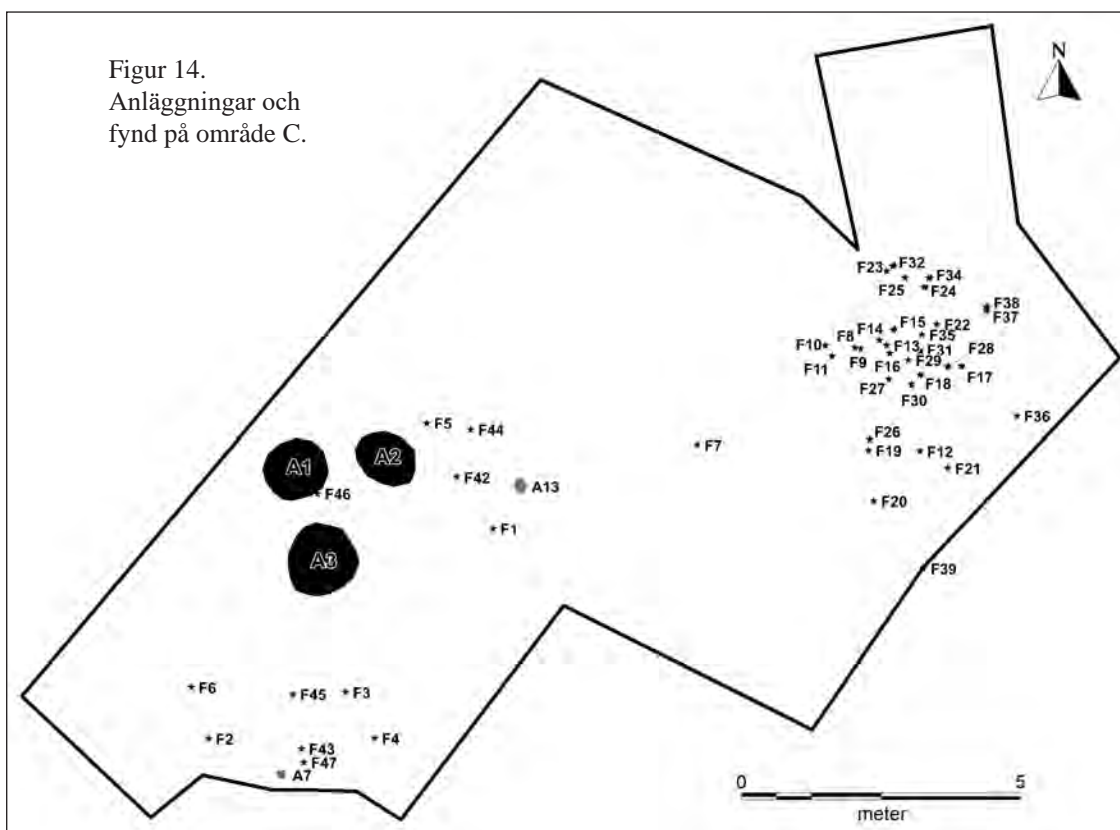 Figur 14.
Anläggningar och
fynd på område C.
N
F32
F23
F34
F25
F24
F38
F37
F15
F22
F14
F35
F8
F10
F13
F31
F28
F9
F16
F29
F11
F17
F27
F18
F30
F36
F5
F44
F26
F7
F19
F12
A1
A2
F21
F42
A13
F46
F20
F1
A3
F39
F6
F45
F3
F2
F43
F4
F47
A7
0 5
meter